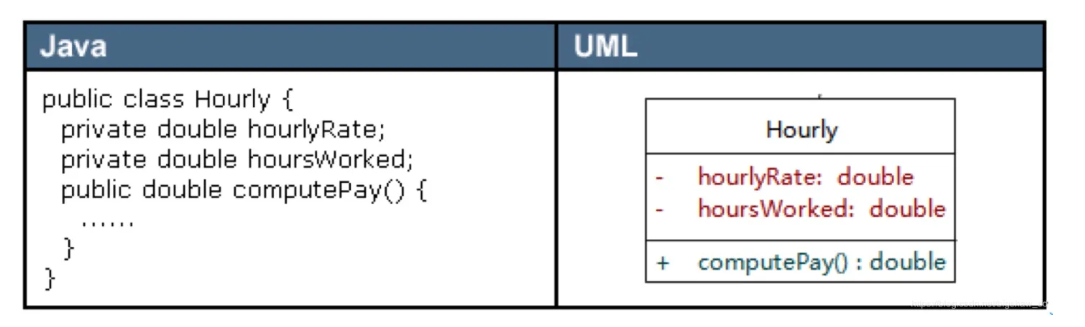 Java
UML
public class Hourly {
private double hourlyRate;
private double hoursWorked;
public double computePay() {
......
}
}
Hourly
- hourlyRate: double
- hoursWorked: double
+ computePay() : double